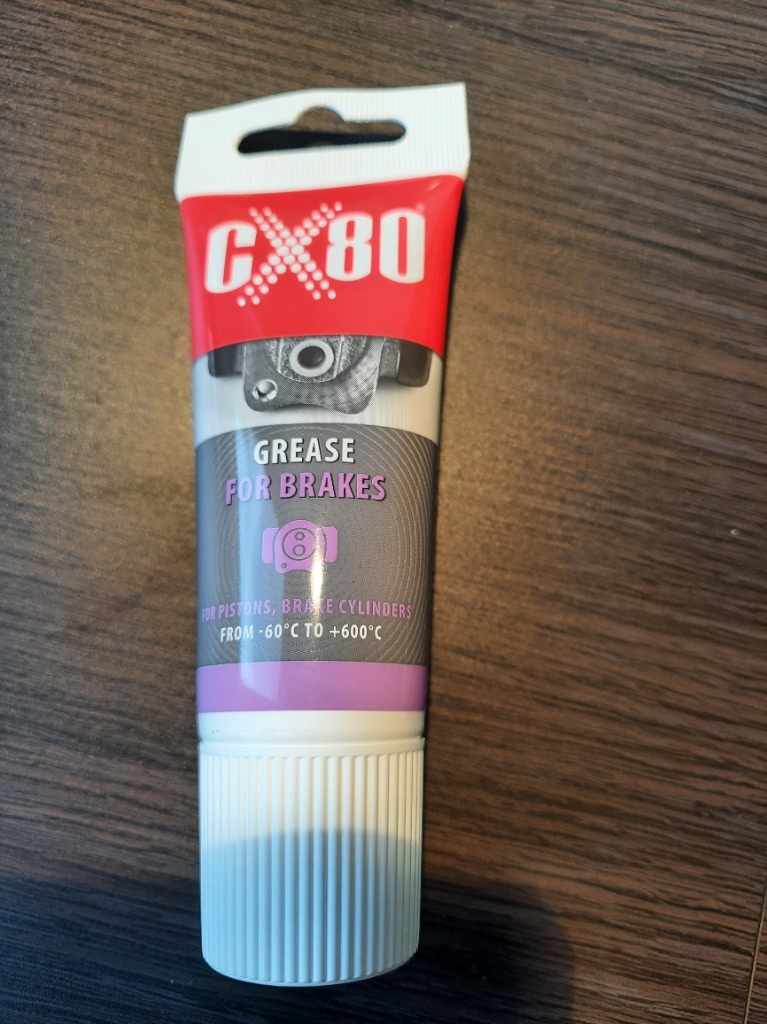 CX80
GREASE
FOR BRAKES
FOR PISTONS, BRAKE CYLINDERS
FROM -60°C TO +600°C